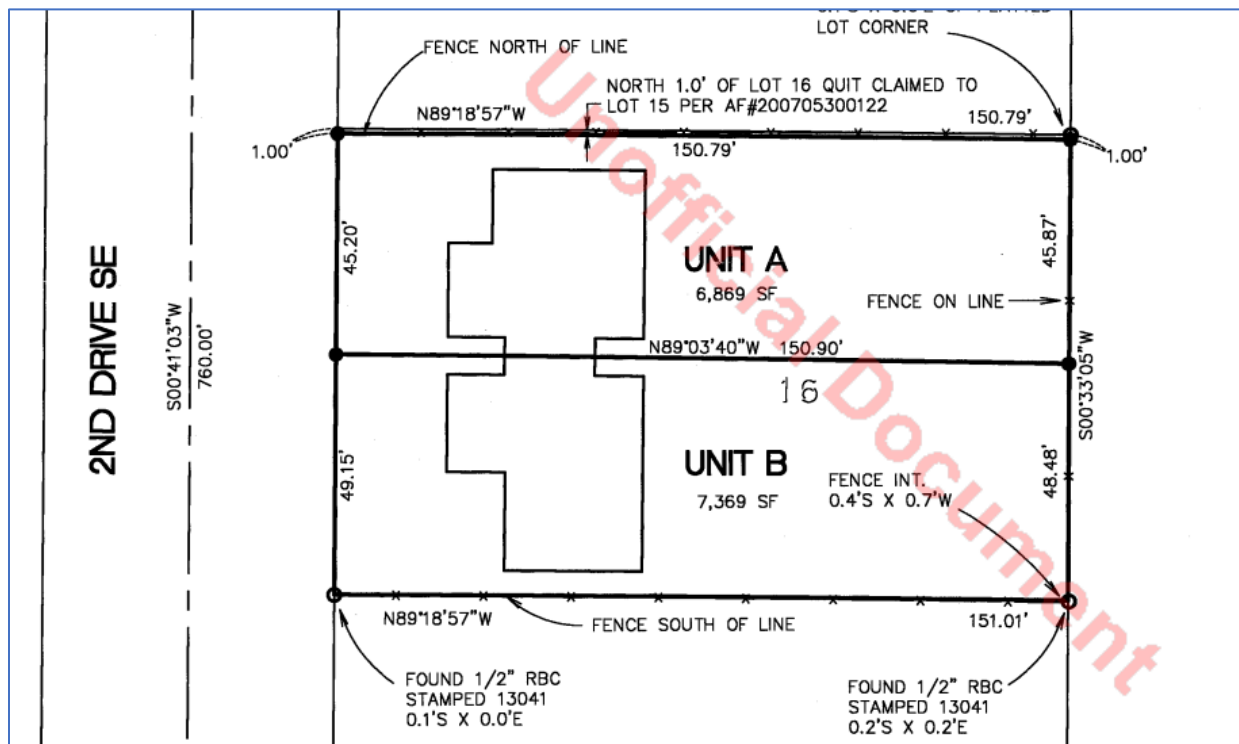 LOT CORNER
FENCE NORTH OF LINE
NORTH 1.0' OF LOT 16 QUIT CLAIMED TO
LOT 15 PER AF#200705300122
N89°18'57"W
150.79'
150.79'
1.00'
1.00'
45.20'
45.87'
UNIT A
6,869 SF
FENCE ON LINE
2ND DRIVE SE
S00°41'03"W
760.00'
N89°03'40"W 150.90'
16
S00°33'05"W
49.15'
48.48'
UNIT B
7,369 SF
FENCE INT.
0.4'S X 0.7'W
N89°18'57"W
FENCE SOUTH OF LINE
151.01'
FOUND 1/2" RBC
STAMPED 13041
0.1'S X 0.0'E
FOUND 1/2" RBC
STAMPED 13041
0.2'S X 0.2'E
Unofficial Document